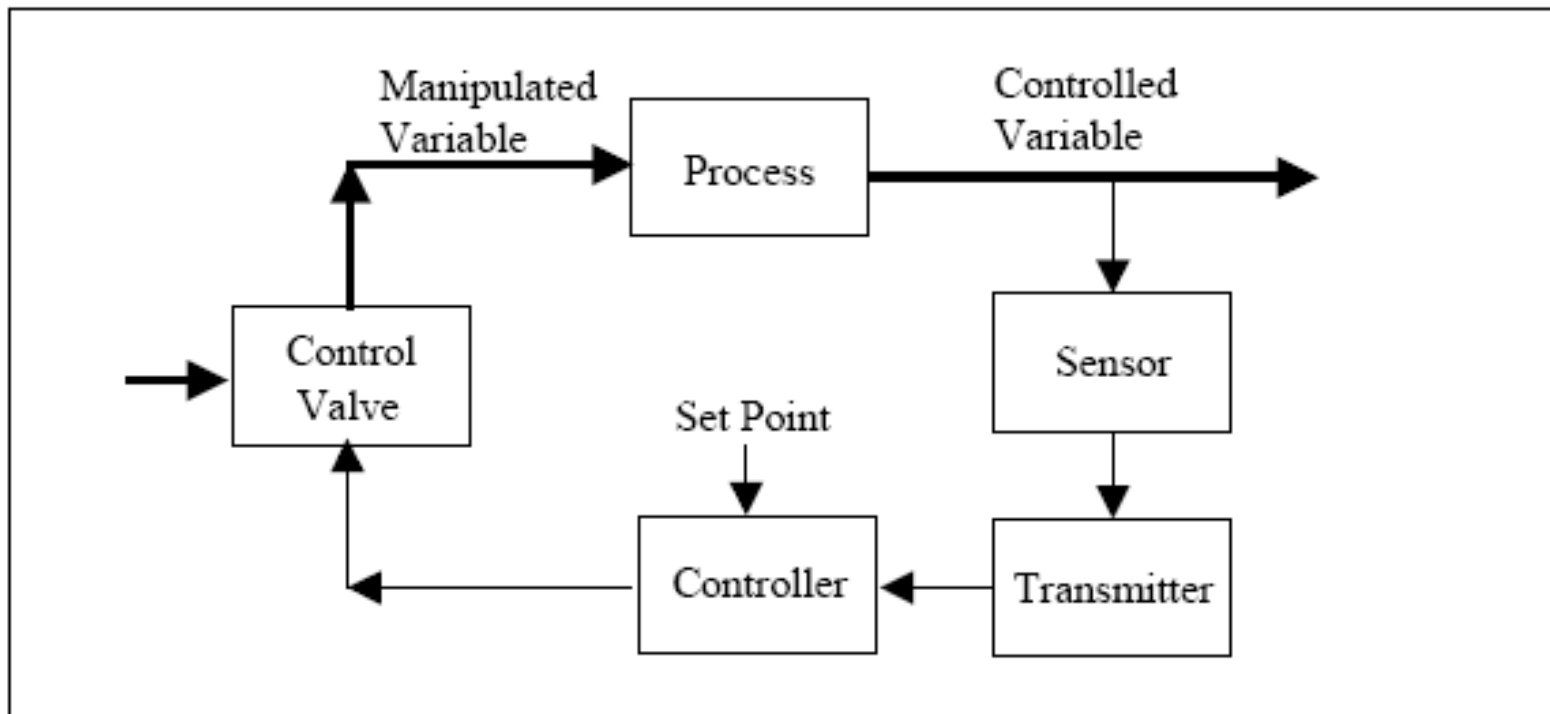 Manipulated
Variable
Process
Controlled
Variable
Control
Valve
Sensor
Set Point
Controller
Transmitter